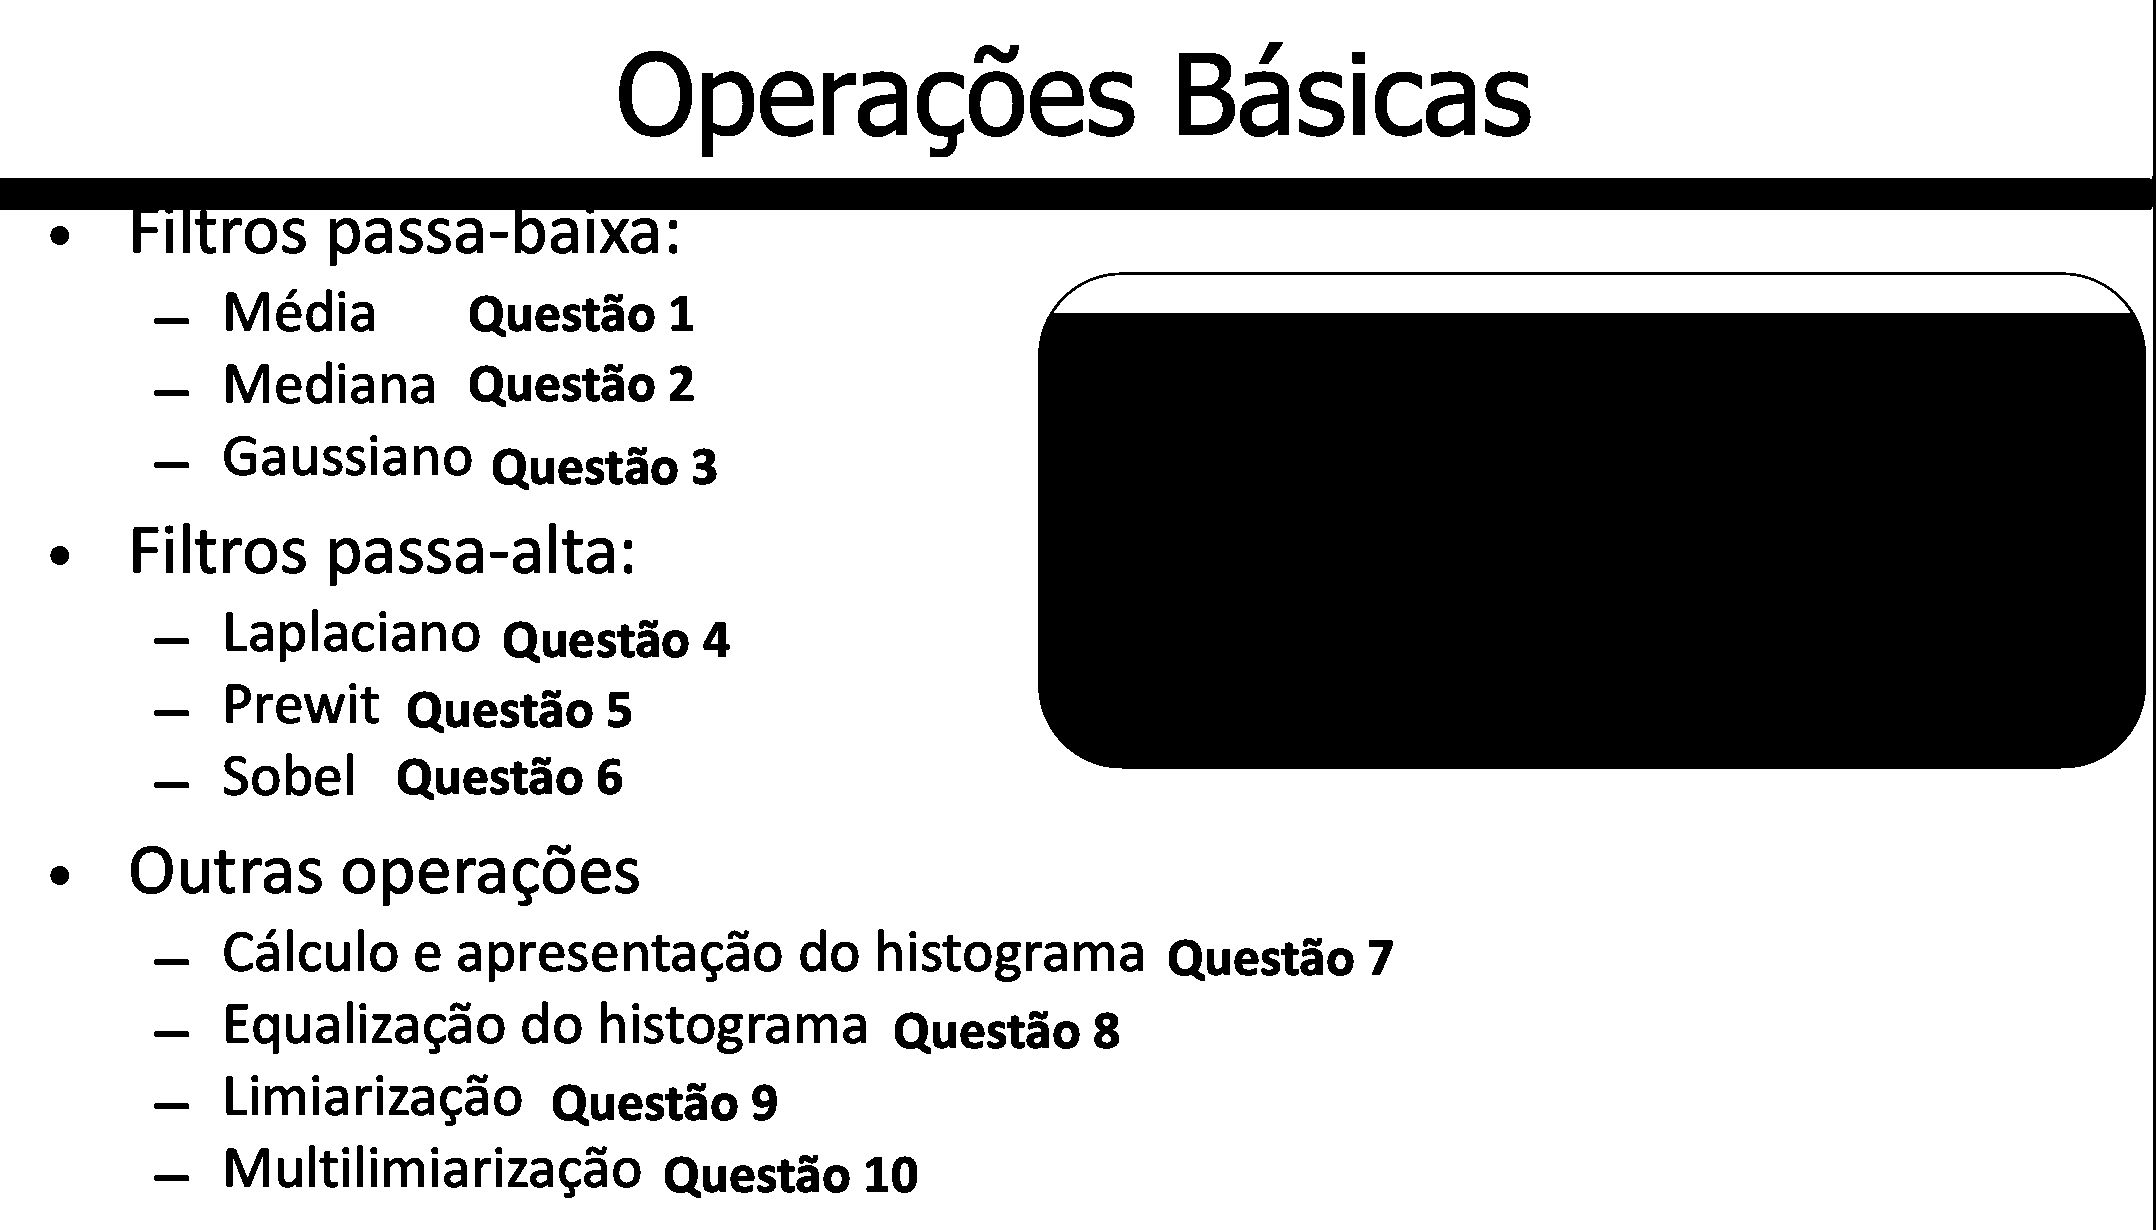 Operações Básicas
• Filtros passa-baixa:
– Média Questão 1
– Mediana Questão 2
– Gaussiano Questão 3
• Filtros passa-alta:
– Laplaciano Questão 4
– Prewit Questão 5
– Sobel Questão 6
• Outras operações
– Cálculo e apresentação do histograma Questão 7
– Equalização do histograma Questão 8
– Limiarização Questão 9
– Multilimiarização Questão 10